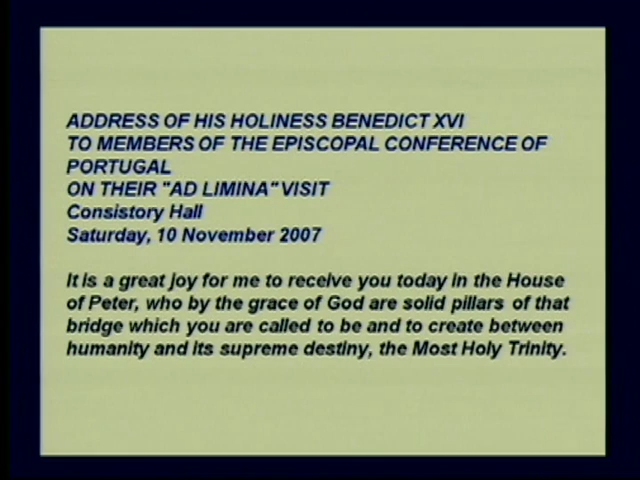 ADDRESS OF HIS HOLINESS BENEDICT XVI
TO MEMBERS OF THE EPISCOPAL CONFERENCE OF
PORTUGAL
ON THEIR "AD LIMINA" VISIT
Consistory Hall
Saturday, 10 November 2007
It is a great joy for me to receive you today in the House
of Peter, who by the grace of God are solid pillars of that
bridge which you are called to be and to create between
humanity and its supreme destiny, the Most Holy Trinity.